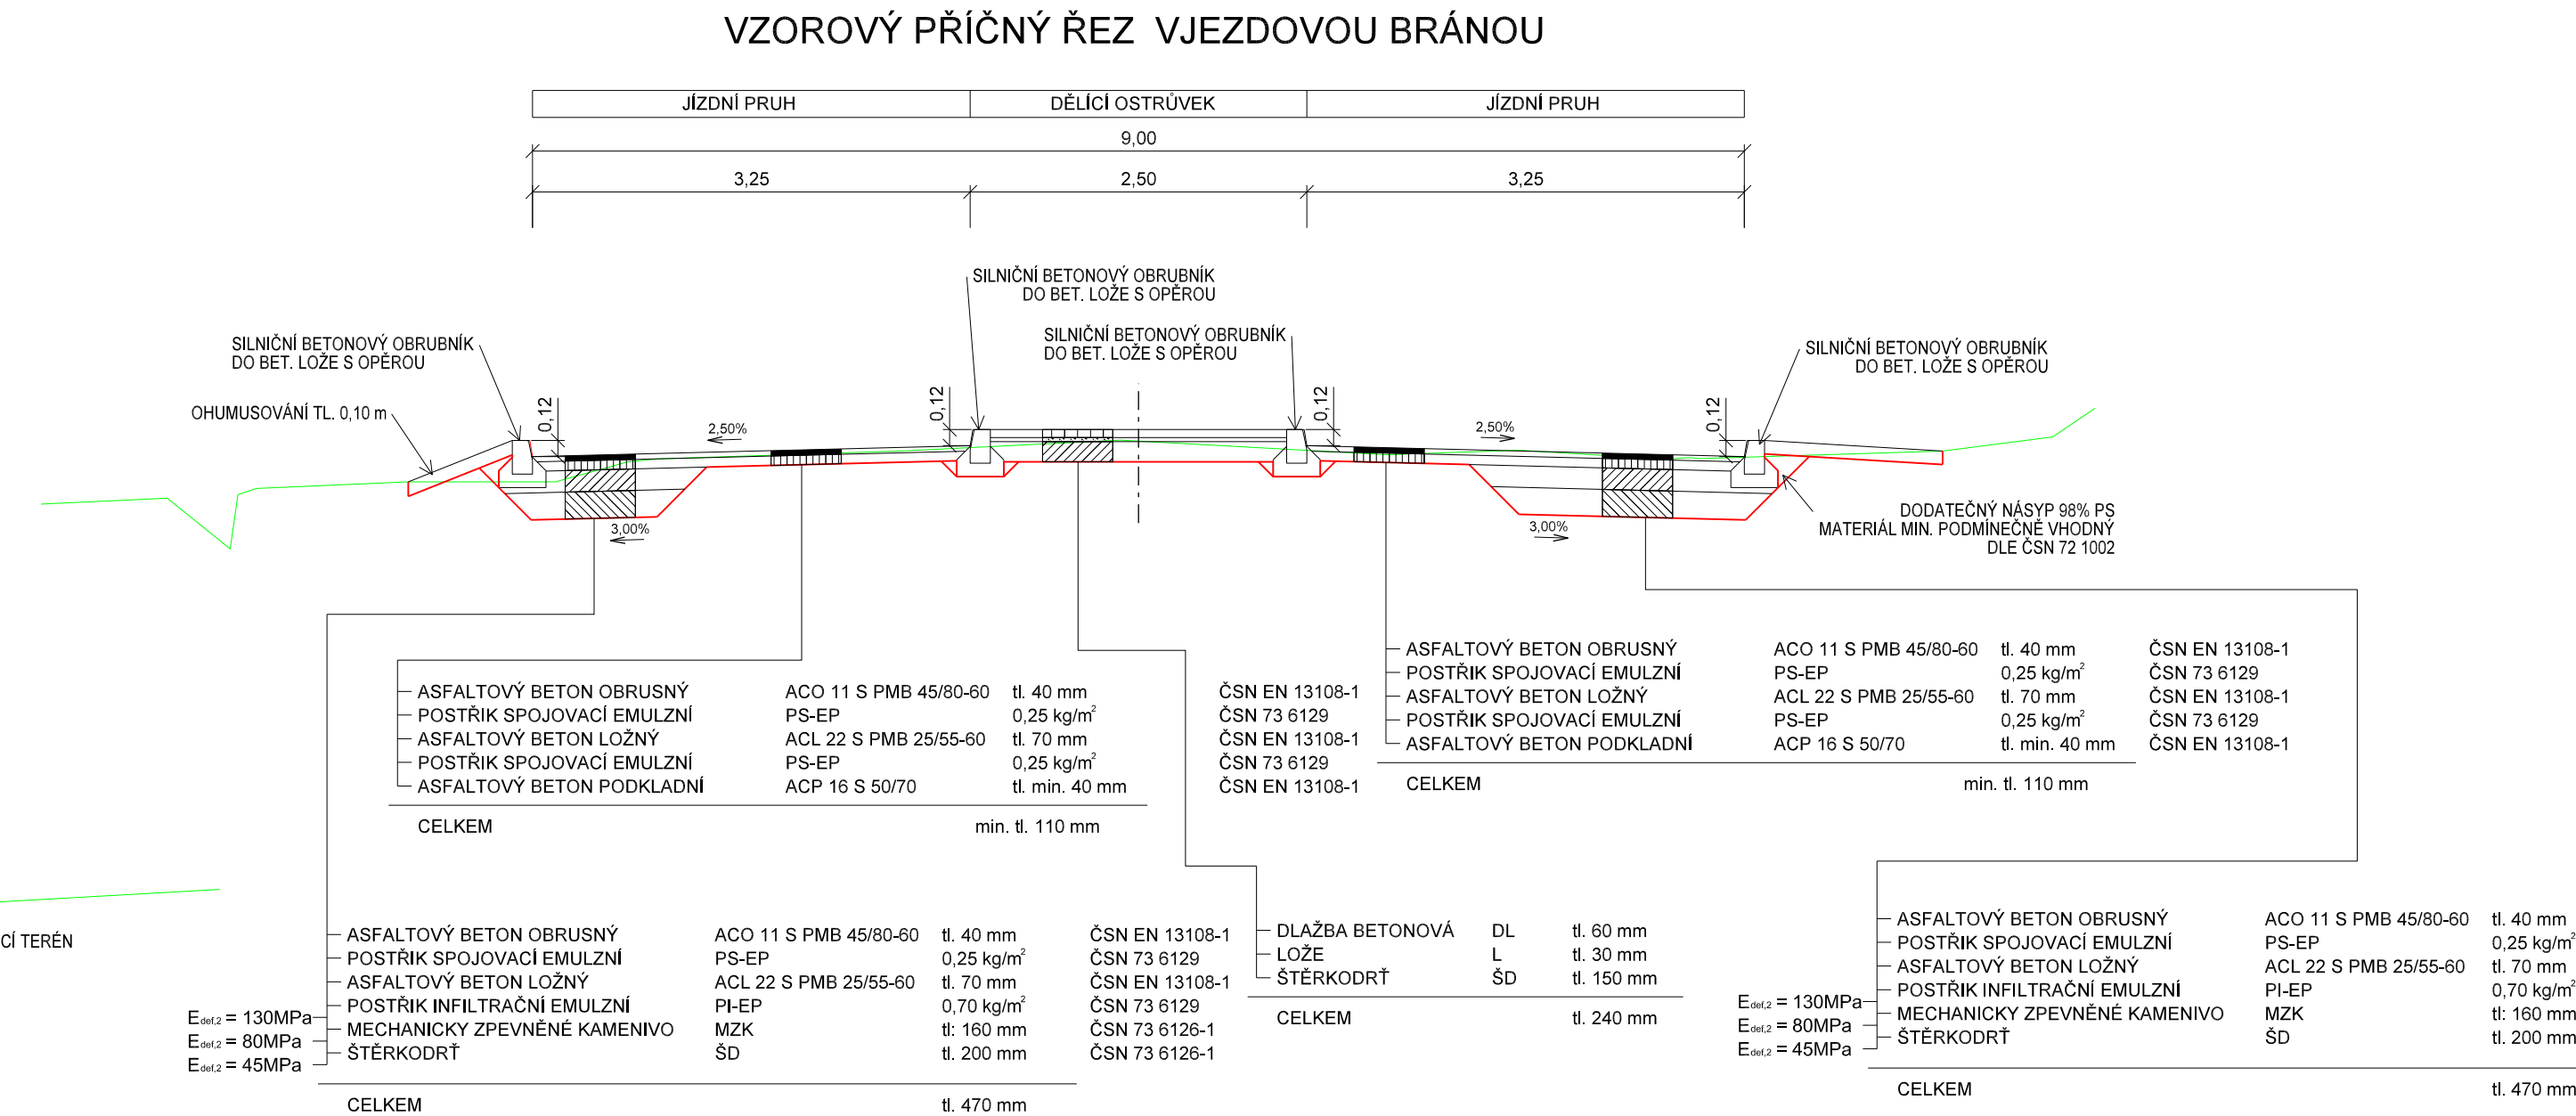 VZOROVÝ PŘÍČNÝ ŘEZ VJEZDOVOU BRÁNOU
JÍZDNÍ PRUH DĚLÍCÍ OSTRŮVEK JÍZDNÍ PRUH
9,00
3,25 2,50 3,25
SILNIČNÍ BETONOVÝ OBRUBNÍK
DO BET. LOŽE S OPĚROU
SILNIČNÍ BETONOVÝ OBRUBNÍK
DO BET. LOŽE S OPĚROU
SILNIČNÍ BETONOVÝ OBRUBNÍK
DO BET. LOŽE S OPĚROU
SILNIČNÍ BETONOVÝ OBRUBNÍK
DO BET. LOŽE S OPĚROU
OHUMUSOVÁNÍ TL. 0,10 m
0,12
0,12
0,12
0,12
2,50%
2,50%
3,00%
3,00%
DODATEČNÝ NÁSYP 98% PS
MATERIÁL MIN. PODMÍNEČNĚ VHODNÝ
DLE ČSN 72 1002
ASFALTOVÝ BETON OBRUSNÝ ACO 11 S PMB 45/80-60 tl. 40 mm ČSN EN 13108-1
POSTŘIK SPOJOVACÍ EMULZNÍ PS-EP 0,25 kg/m² ČSN 73 6129
ASFALTOVÝ BETON LOŽNÝ ACL 22 S PMB 25/55-60 tl. 70 mm ČSN EN 13108-1
POSTŘIK SPOJOVACÍ EMULZNÍ PS-EP 0,25 kg/m² ČSN 73 6129
ASFALTOVÝ BETON PODKLADNÍ ACP 16 S 50/70 tl. min. 40 mm ČSN EN 13108-1
CELKEM min. tl. 110 mm
ASFALTOVÝ BETON OBRUSNÝ ACO 11 S PMB 45/80-60 tl. 40 mm ČSN EN 13108-1
POSTŘIK SPOJOVACÍ EMULZNÍ PS-EP 0,25 kg/m² ČSN 73 6129
ASFALTOVÝ BETON LOŽNÝ ACL 22 S PMB 25/55-60 tl. 70 mm ČSN EN 13108-1
POSTŘIK SPOJOVACÍ EMULZNÍ PS-EP 0,25 kg/m² ČSN 73 6129
ASFALTOVÝ BETON PODKLADNÍ ACP 16 S 50/70 tl. min. 40 mm ČSN EN 13108-1
CELKEM min. tl. 110 mm
CÍ TERÉN
ASFALTOVÝ BETON OBRUSNÝ ACO 11 S PMB 45/80-60 tl. 40 mm ČSN EN 13108-1
POSTŘIK SPOJOVACÍ EMULZNÍ PS-EP 0,25 kg/m² ČSN 73 6129
ASFALTOVÝ BETON LOŽNÝ ACL 22 S PMB 25/55-60 tl. 70 mm ČSN EN 13108-1
POSTŘIK INFILTRAČNÍ EMULZNÍ PI-EP 0,70 kg/m² ČSN 73 6129
MECHANICKY ZPEVNĚNÉ KAMENIVO MZK tl: 160 mm ČSN 73 6126-1
ŠTĚRKODRŤ ŠD tl. 200 mm ČSN 73 6126-1
Edef,2 = 130MPa
Edef,2 = 80MPa
Edef,2 = 45MPa
CELKEM tl. 470 mm
DLAŽBA BETONOVÁ DL tl. 60 mm
LOŽE L tl. 30 mm
ŠTĚRKODRŤ ŠD tl. 150 mm
CELKEM tl. 240 mm
ASFALTOVÝ BETON OBRUSNÝ ACO 11 S PMB 45/80-60 tl. 40 mm
POSTŘIK SPOJOVACÍ EMULZNÍ PS-EP 0,25 kg/m²
ASFALTOVÝ BETON LOŽNÝ ACL 22 S PMB 25/55-60 tl. 70 mm
POSTŘIK INFILTRAČNÍ EMULZNÍ PI-EP 0,70 kg/m²
MECHANICKY ZPEVNĚNÉ KAMENIVO MZK tl: 160 mm
ŠTĚRKODRŤ ŠD tl. 200 mm
Edef,2 = 130MPa
Edef,2 = 80MPa
Edef,2 = 45MPa
CELKEM tl. 470 mm